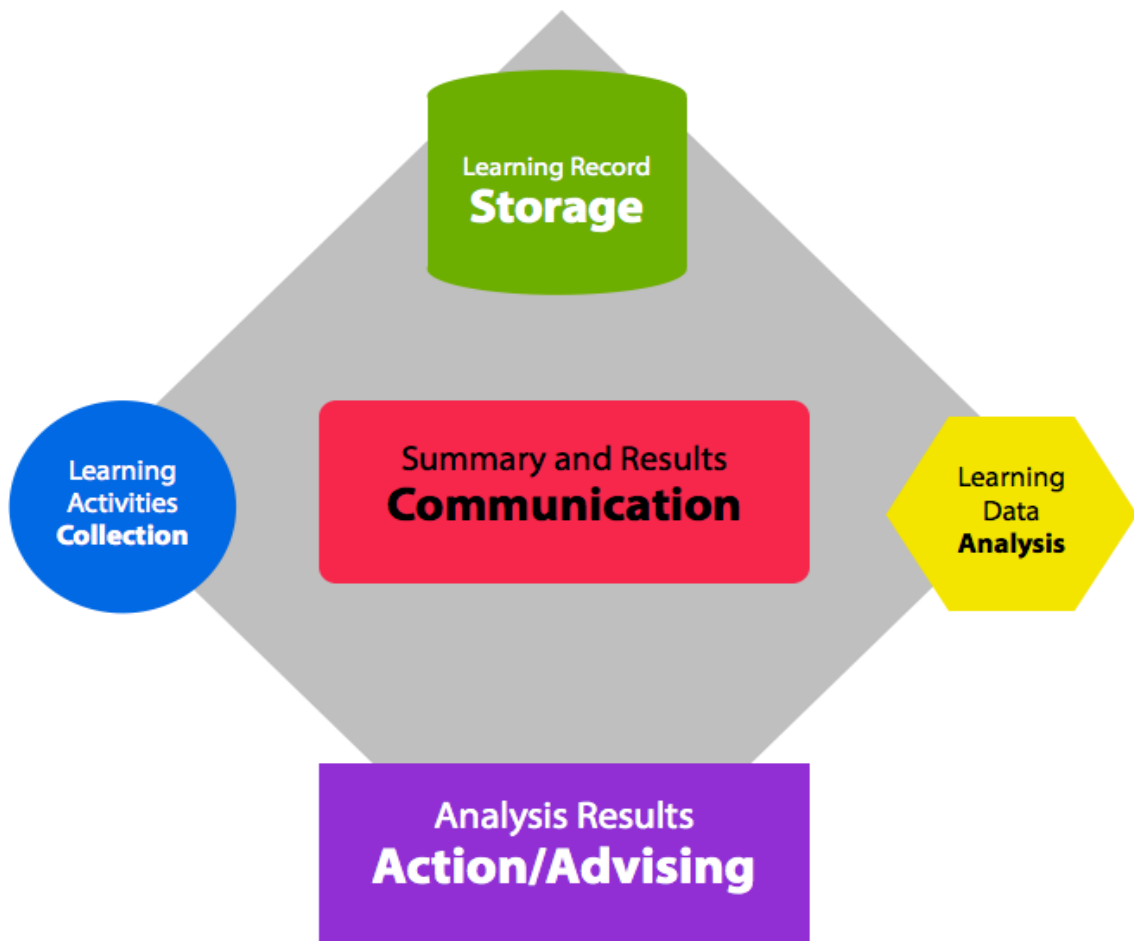 Learning Record
Storage
Learning
Activities
Collection
Summary and Results
Communication
Learning
Data
Analysis
Analysis Results
Action/Advising